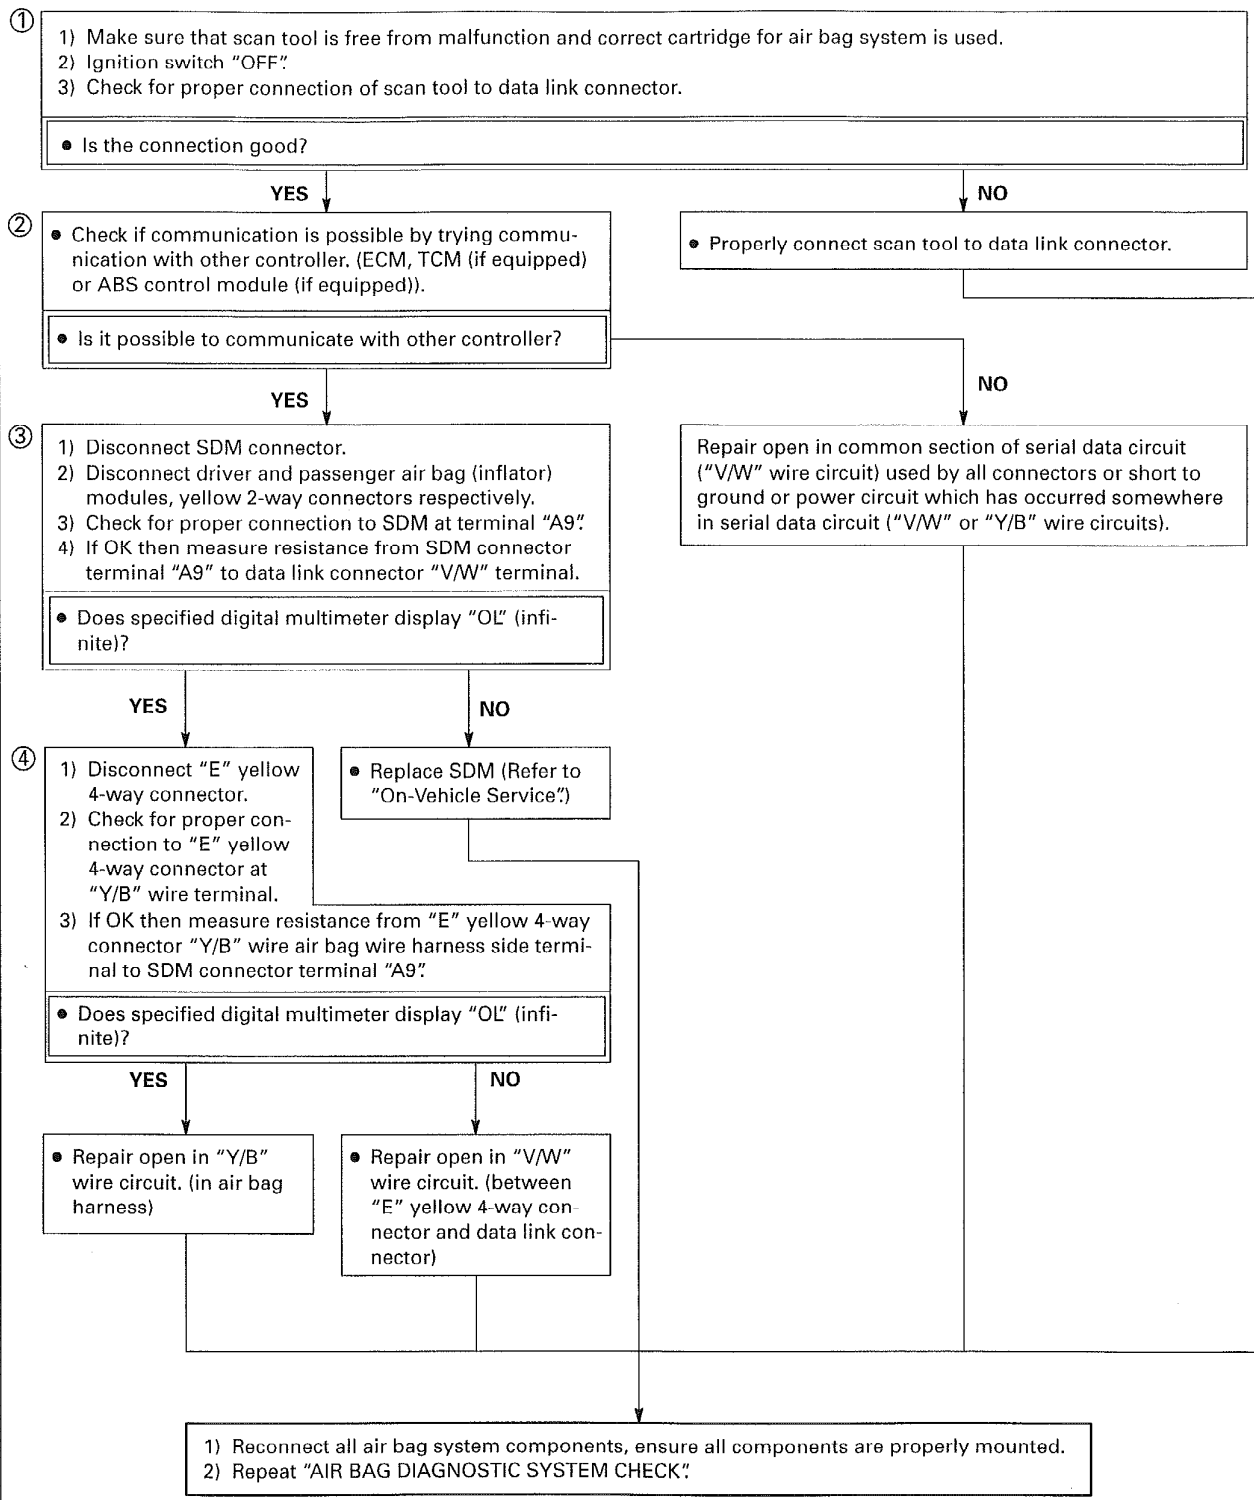 ①
1) Make sure that scan tool is free from malfunction and correct cartridge for air bag system is used.
2) Ignition switch "OFF".
3) Check for proper connection of scan tool to data link connector.
● Is the connection good?
YES
NO
②
● Check if communication is possible by trying commu-
nication with other controller. (ECM, TCM (if equipped)
or ABS control module (if equipped)).
● Is it possible to communicate with other controller?
● Properly connect scan tool to data link connector.
YES
NO
③
1) Disconnect SDM connector.
2) Disconnect driver and passenger air bag (inflator)
modules, yellow 2-way connectors respectively.
3) Check for proper connection to SDM at terminal "A9".
4) If OK then measure resistance from SDM connector
terminal "A9" to data link connector "V/W" terminal.
● Does specified digital multimeter display "OL" (infi-
nite)?
Repair open in common section of serial data circuit
("V/W" wire circuit) used by all connectors or short to
ground or power circuit which has occurred somewhere
in serial data circuit ("V/W" or "Y/B" wire circuits).
YES
NO
④
1) Disconnect "E" yellow
4-way connector.
2) Check for proper con-
nection to "E" yellow
4-way connector at
"Y/B" wire terminal.
3) If OK then measure resistance from "E" yellow 4-way
connector "Y/B" wire air bag wire harness side termi-
nal to SDM connector terminal "A9".
● Does specified digital multimeter display "OL" (infi-
nite)?
● Replace SDM (Refer to
"On-Vehicle Service".)
YES
NO
● Repair open in "Y/B"
wire circuit. (in air bag
harness)
● Repair open in "V/W"
wire circuit. (between
"E" yellow 4-way con-
nector and data link con-
nector)
1) Reconnect all air bag system components, ensure all components are properly mounted.
2) Repeat "AIR BAG DIAGNOSTIC SYSTEM CHECK".